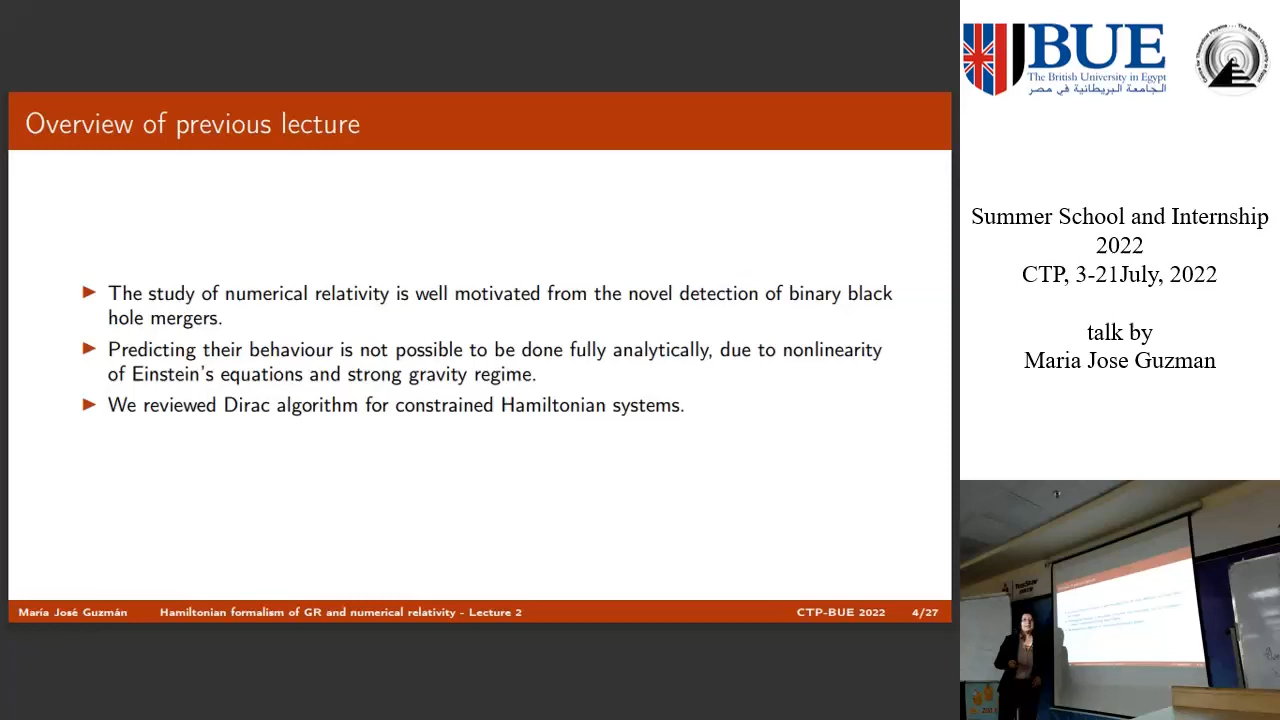 Overview of previous lecture
The study of numerical relativity is well motivated from the novel detection of binary black
hole mergers.
Predicting their behaviour is not possible to be done fully analytically, due to nonlinearity
of Einstein's equations and strong gravity regime.
We reviewed Dirac algorithm for constrained Hamiltonian systems.
María José Guzmán Hamiltonian formalism of GR and numerical relativity - Lecture 2 CTP-BUE 2022 4/27
BUE
The British University in Egypt
الجامعة البريطانية في مصر
Summer School and Internship
2022
CTP, 3-21July, 2022
talk by
Maria Jose Guzman